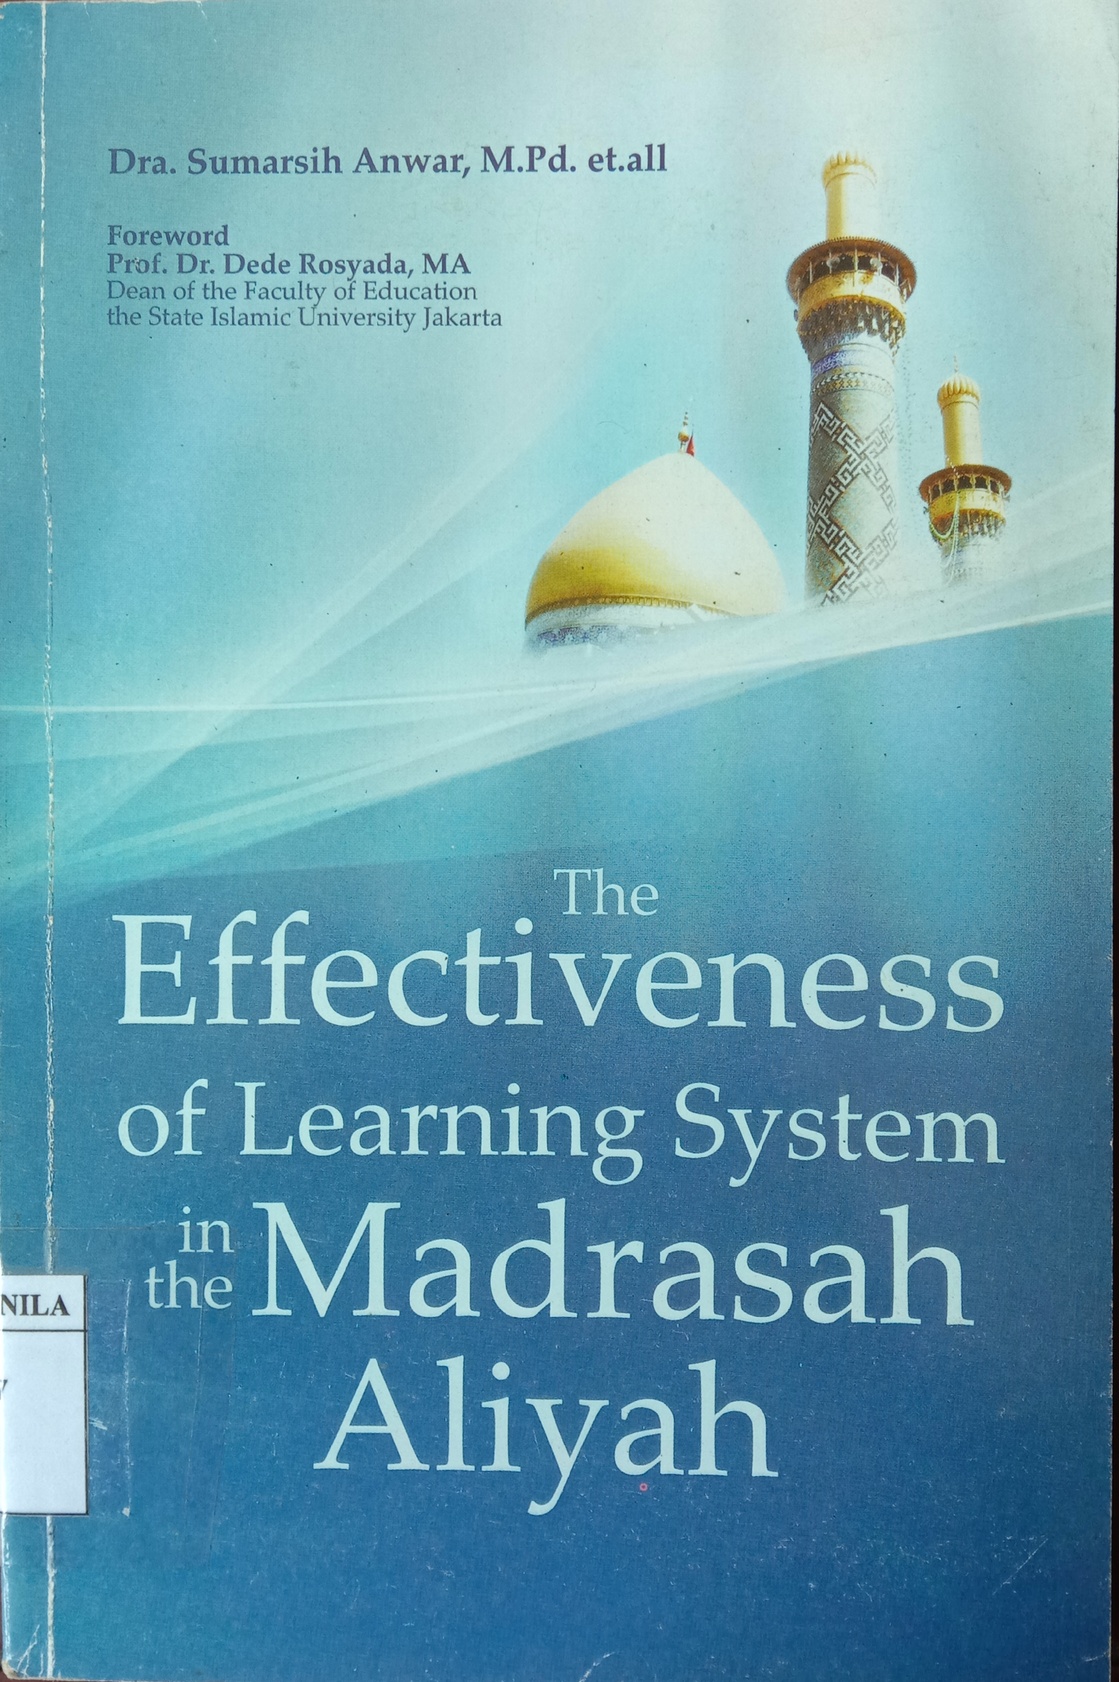 Dra. Sumarsih Anwar, M.Pd. et.all
Foreword
Prof. Dr. Dede Rosyada, MA
Dean of the Faculty of Education
the State Islamic University Jakarta
The
Effectiveness
of Learning System
in
the Madrasah
Aliyah
NILA